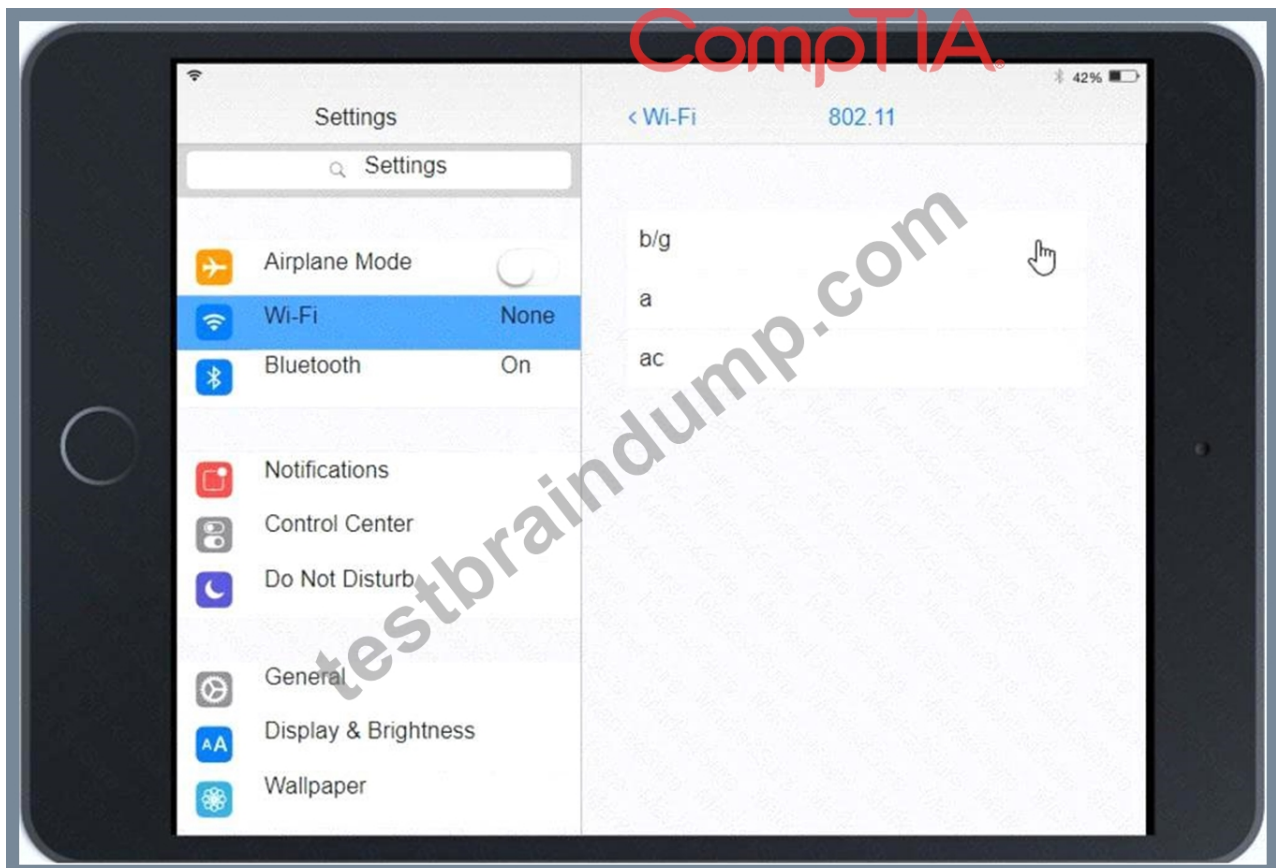 CompTIA.
42%
Settings
< Wi-Fi 802.11
Settings
b/g
Airplane Mode
a
Wi-Fi None
ac
Bluetooth On
Notifications
Control Center
Do Not Disturb
General
AA Display & Brightness
Wallpaper
testbraindump.com